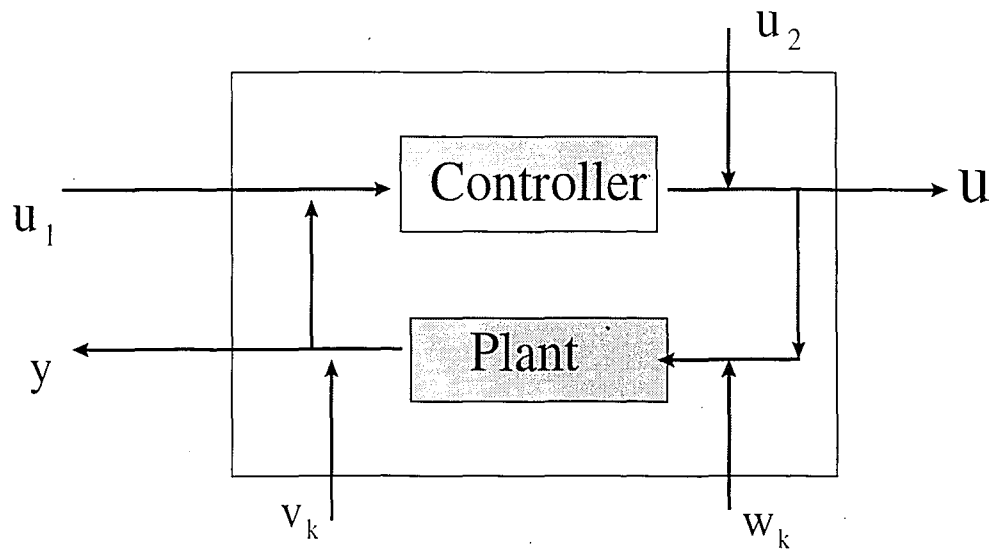 u₂
Controller
u
u₁
Plant
y
vₖ
wₖ